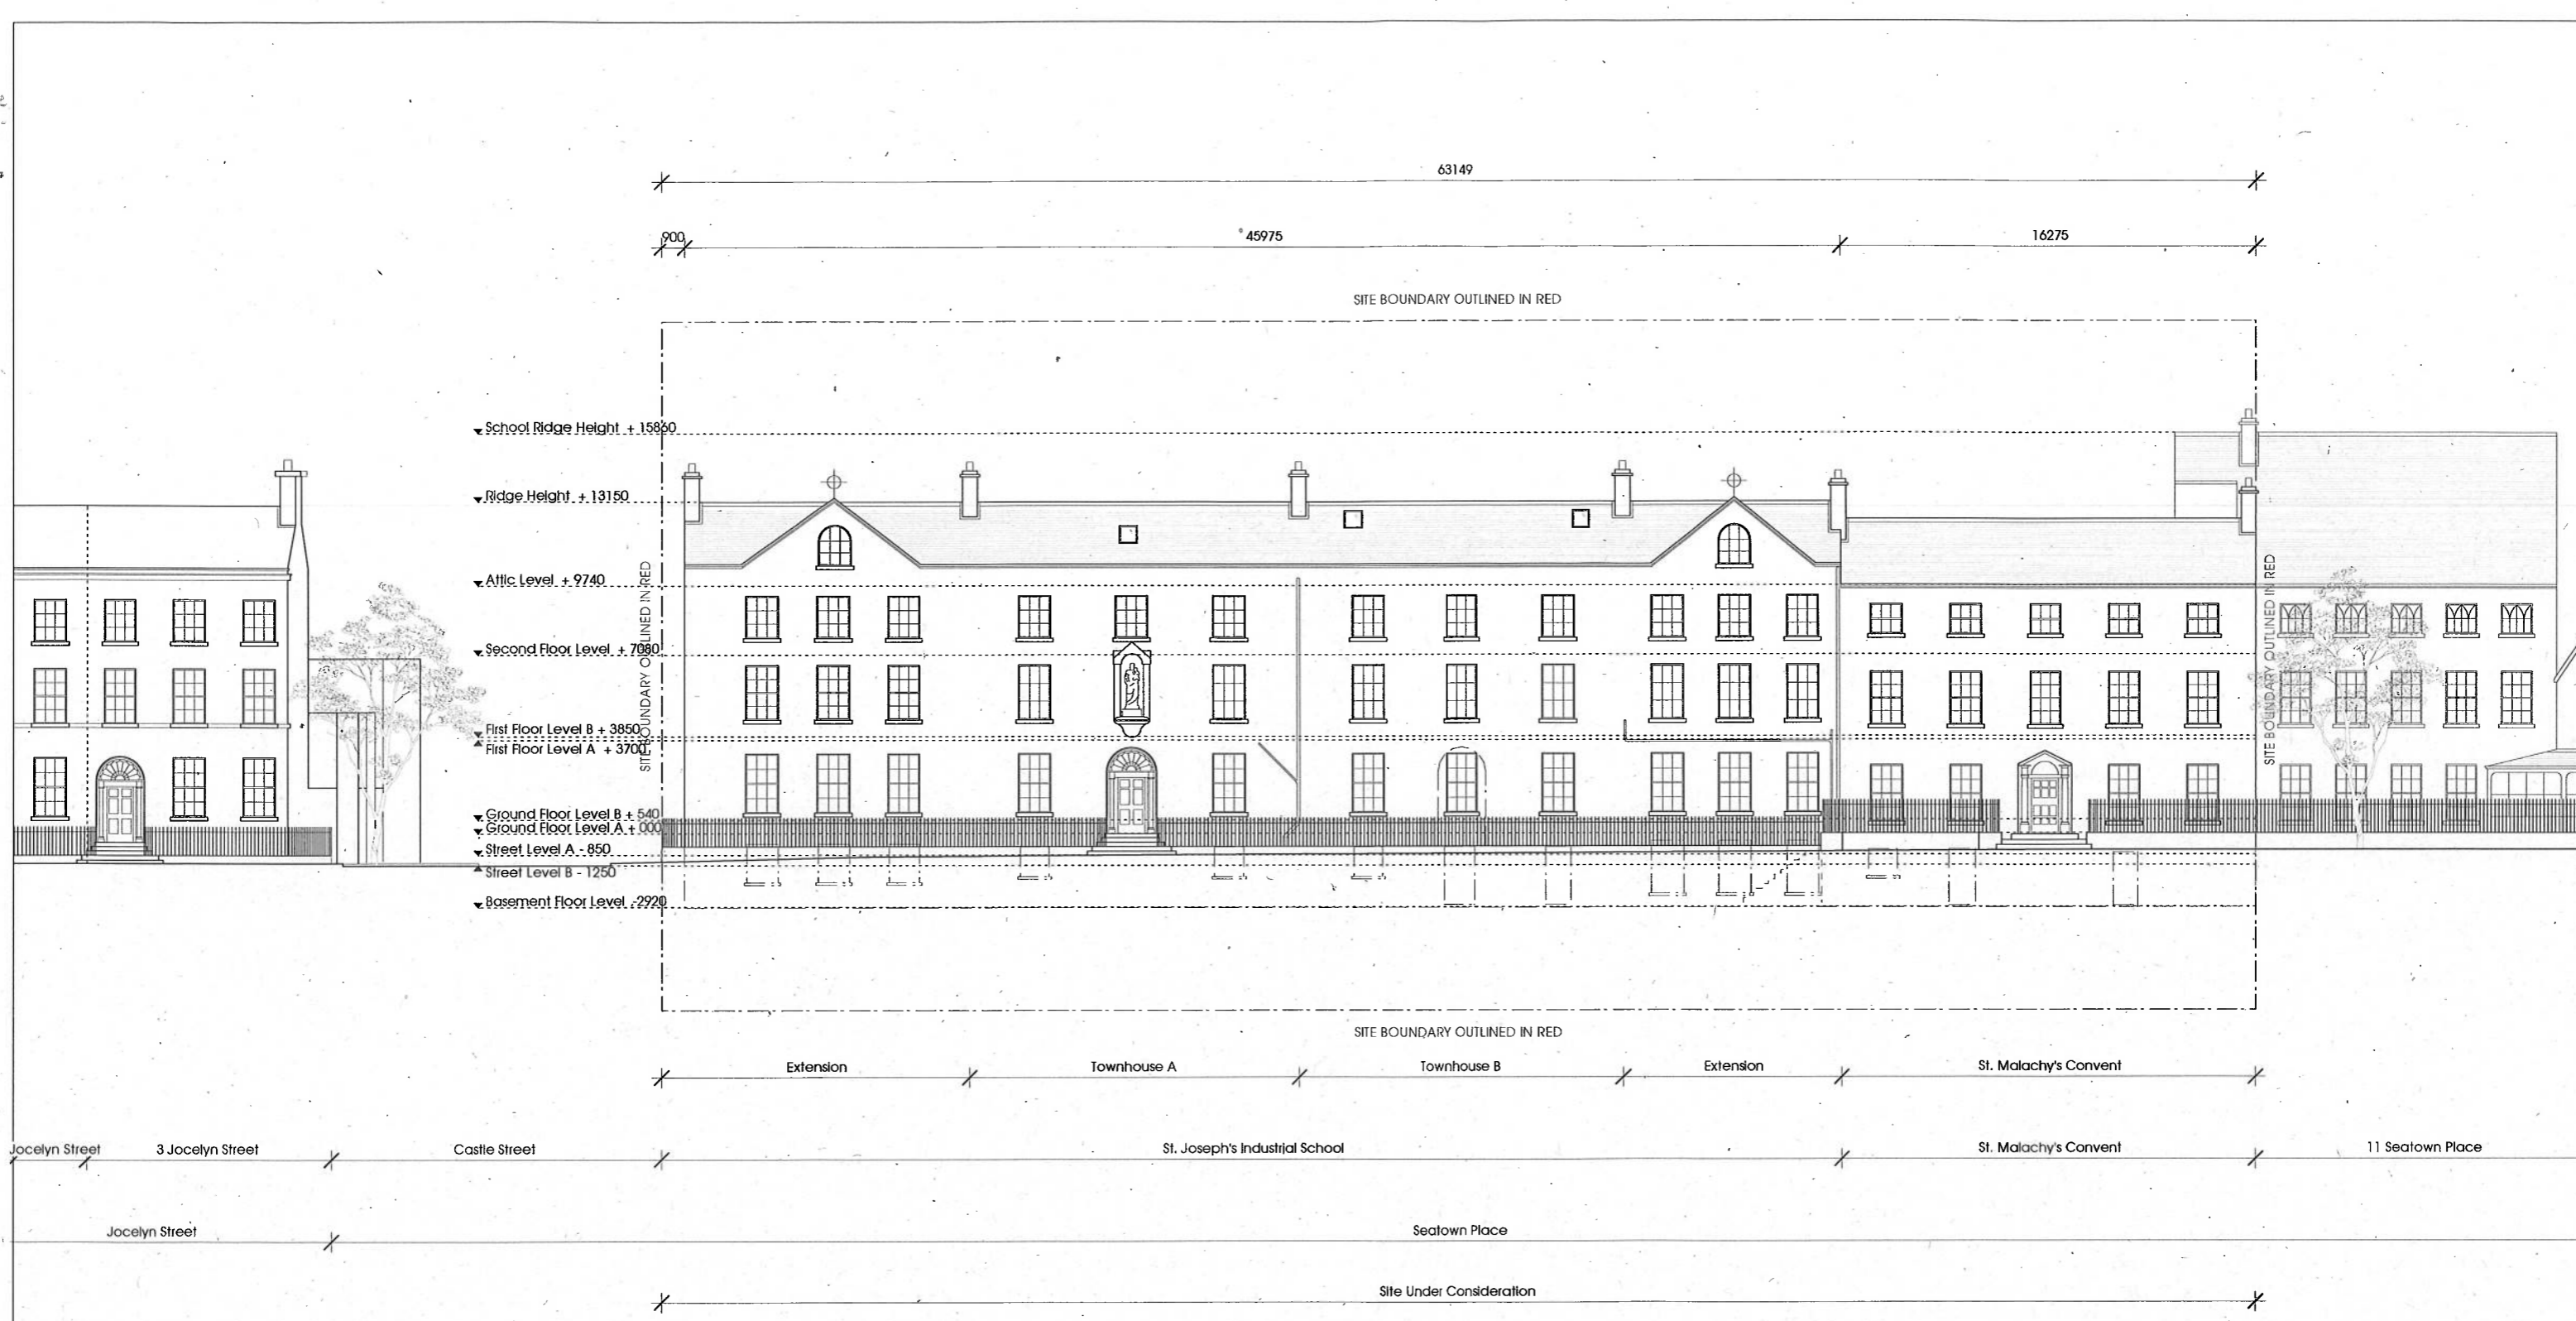 63149
900
45975
16275
SITE BOUNDARY OUTLINED IN RED
School Ridge Height + 15860
Ridge Height + 13150
Attic Level + 9740
Second Floor Level + 7080
First Floor Level B + 3850
First Floor Level A + 3700
Ground Floor Level B + 540
Ground Floor Level A + 000
Street Level A - 850
Street Level B - 1250
Basement Floor Level -2920
SITE BOUNDARY OUTLINED IN RED
SITE BOUNDARY OUTLINED IN RED
SITE BOUNDARY OUTLINED IN RED
Extension
Townhouse A
Townhouse B
Extension
St. Malachy's Convent
Jocelyn Street
3 Jocelyn Street
Castle Street
St. Joseph's Industrial School
St. Malachy's Convent
11 Seatown Place
Jocelyn Street
Seatown Place
Site Under Consideration